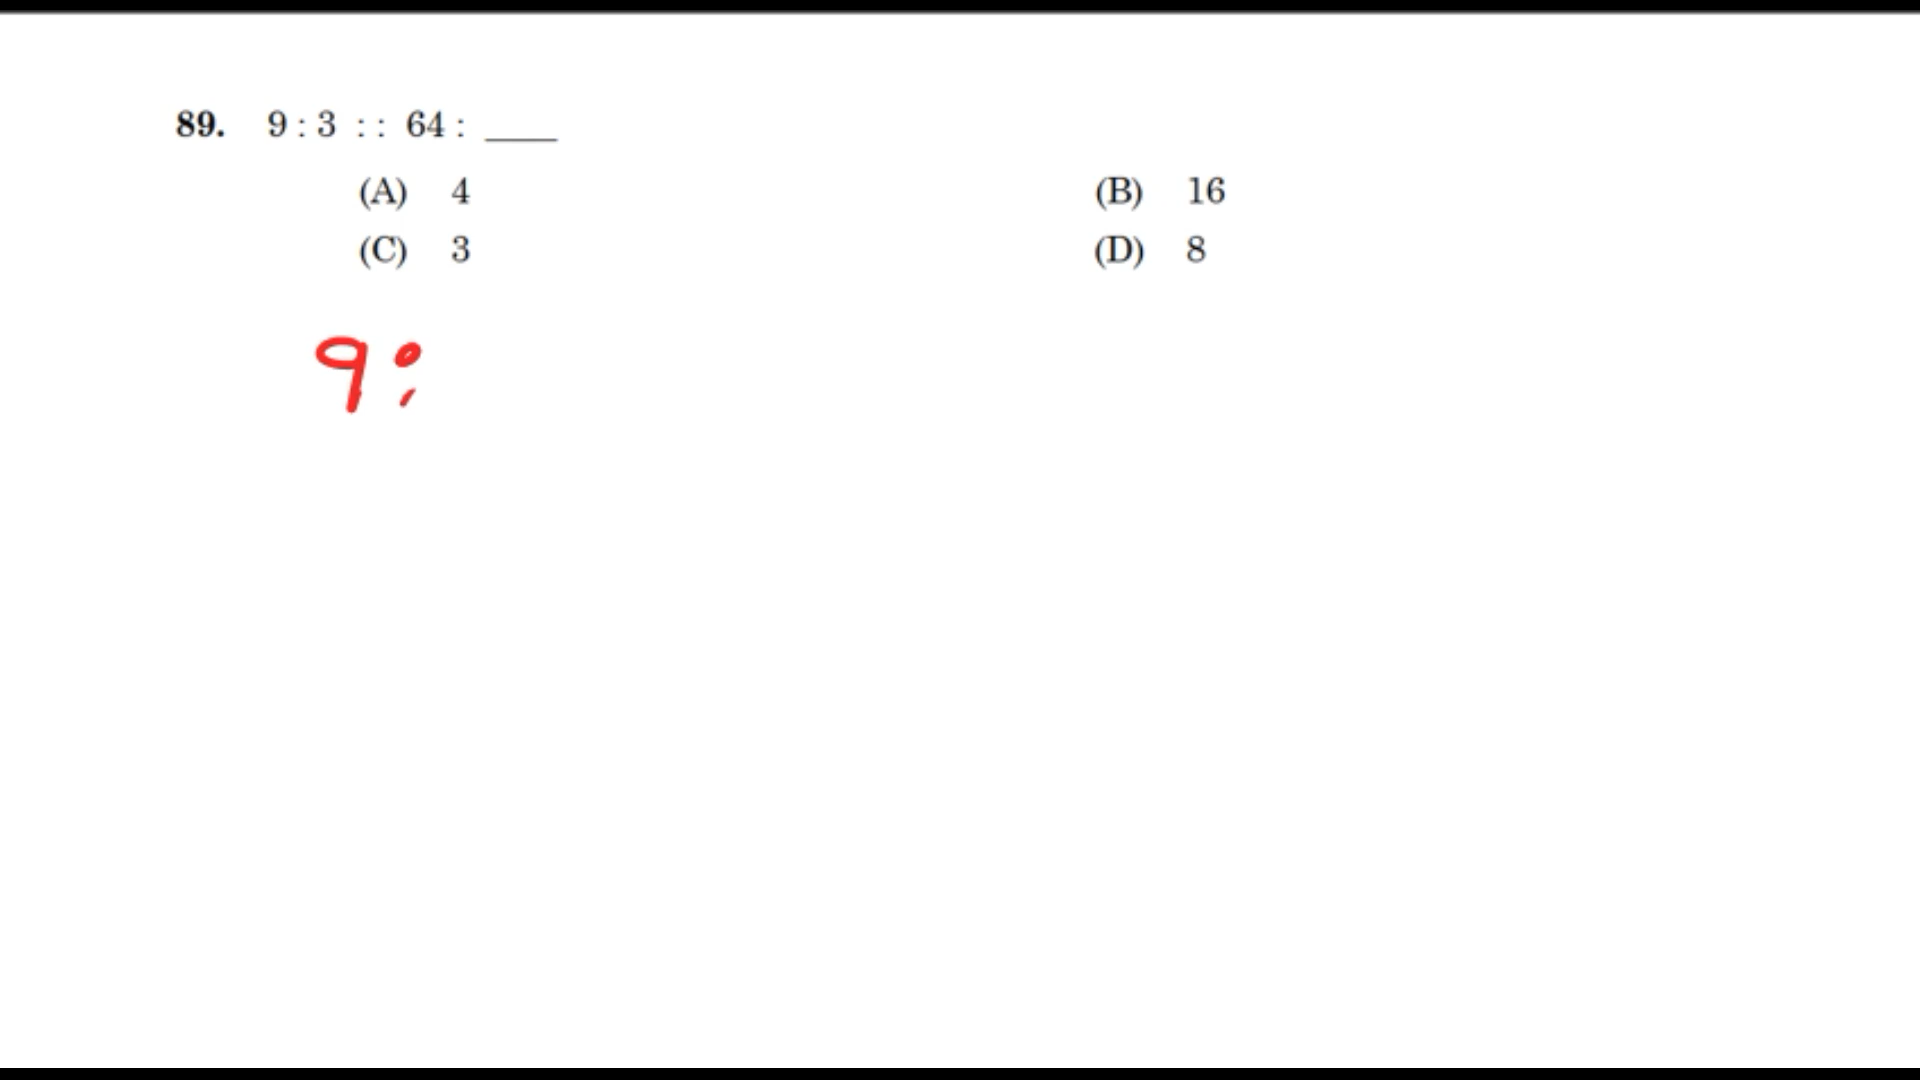 89. 9 : 3 : : 64 : ____
(A) 4 (B) 16
(C) 3 (D) 8
9 :